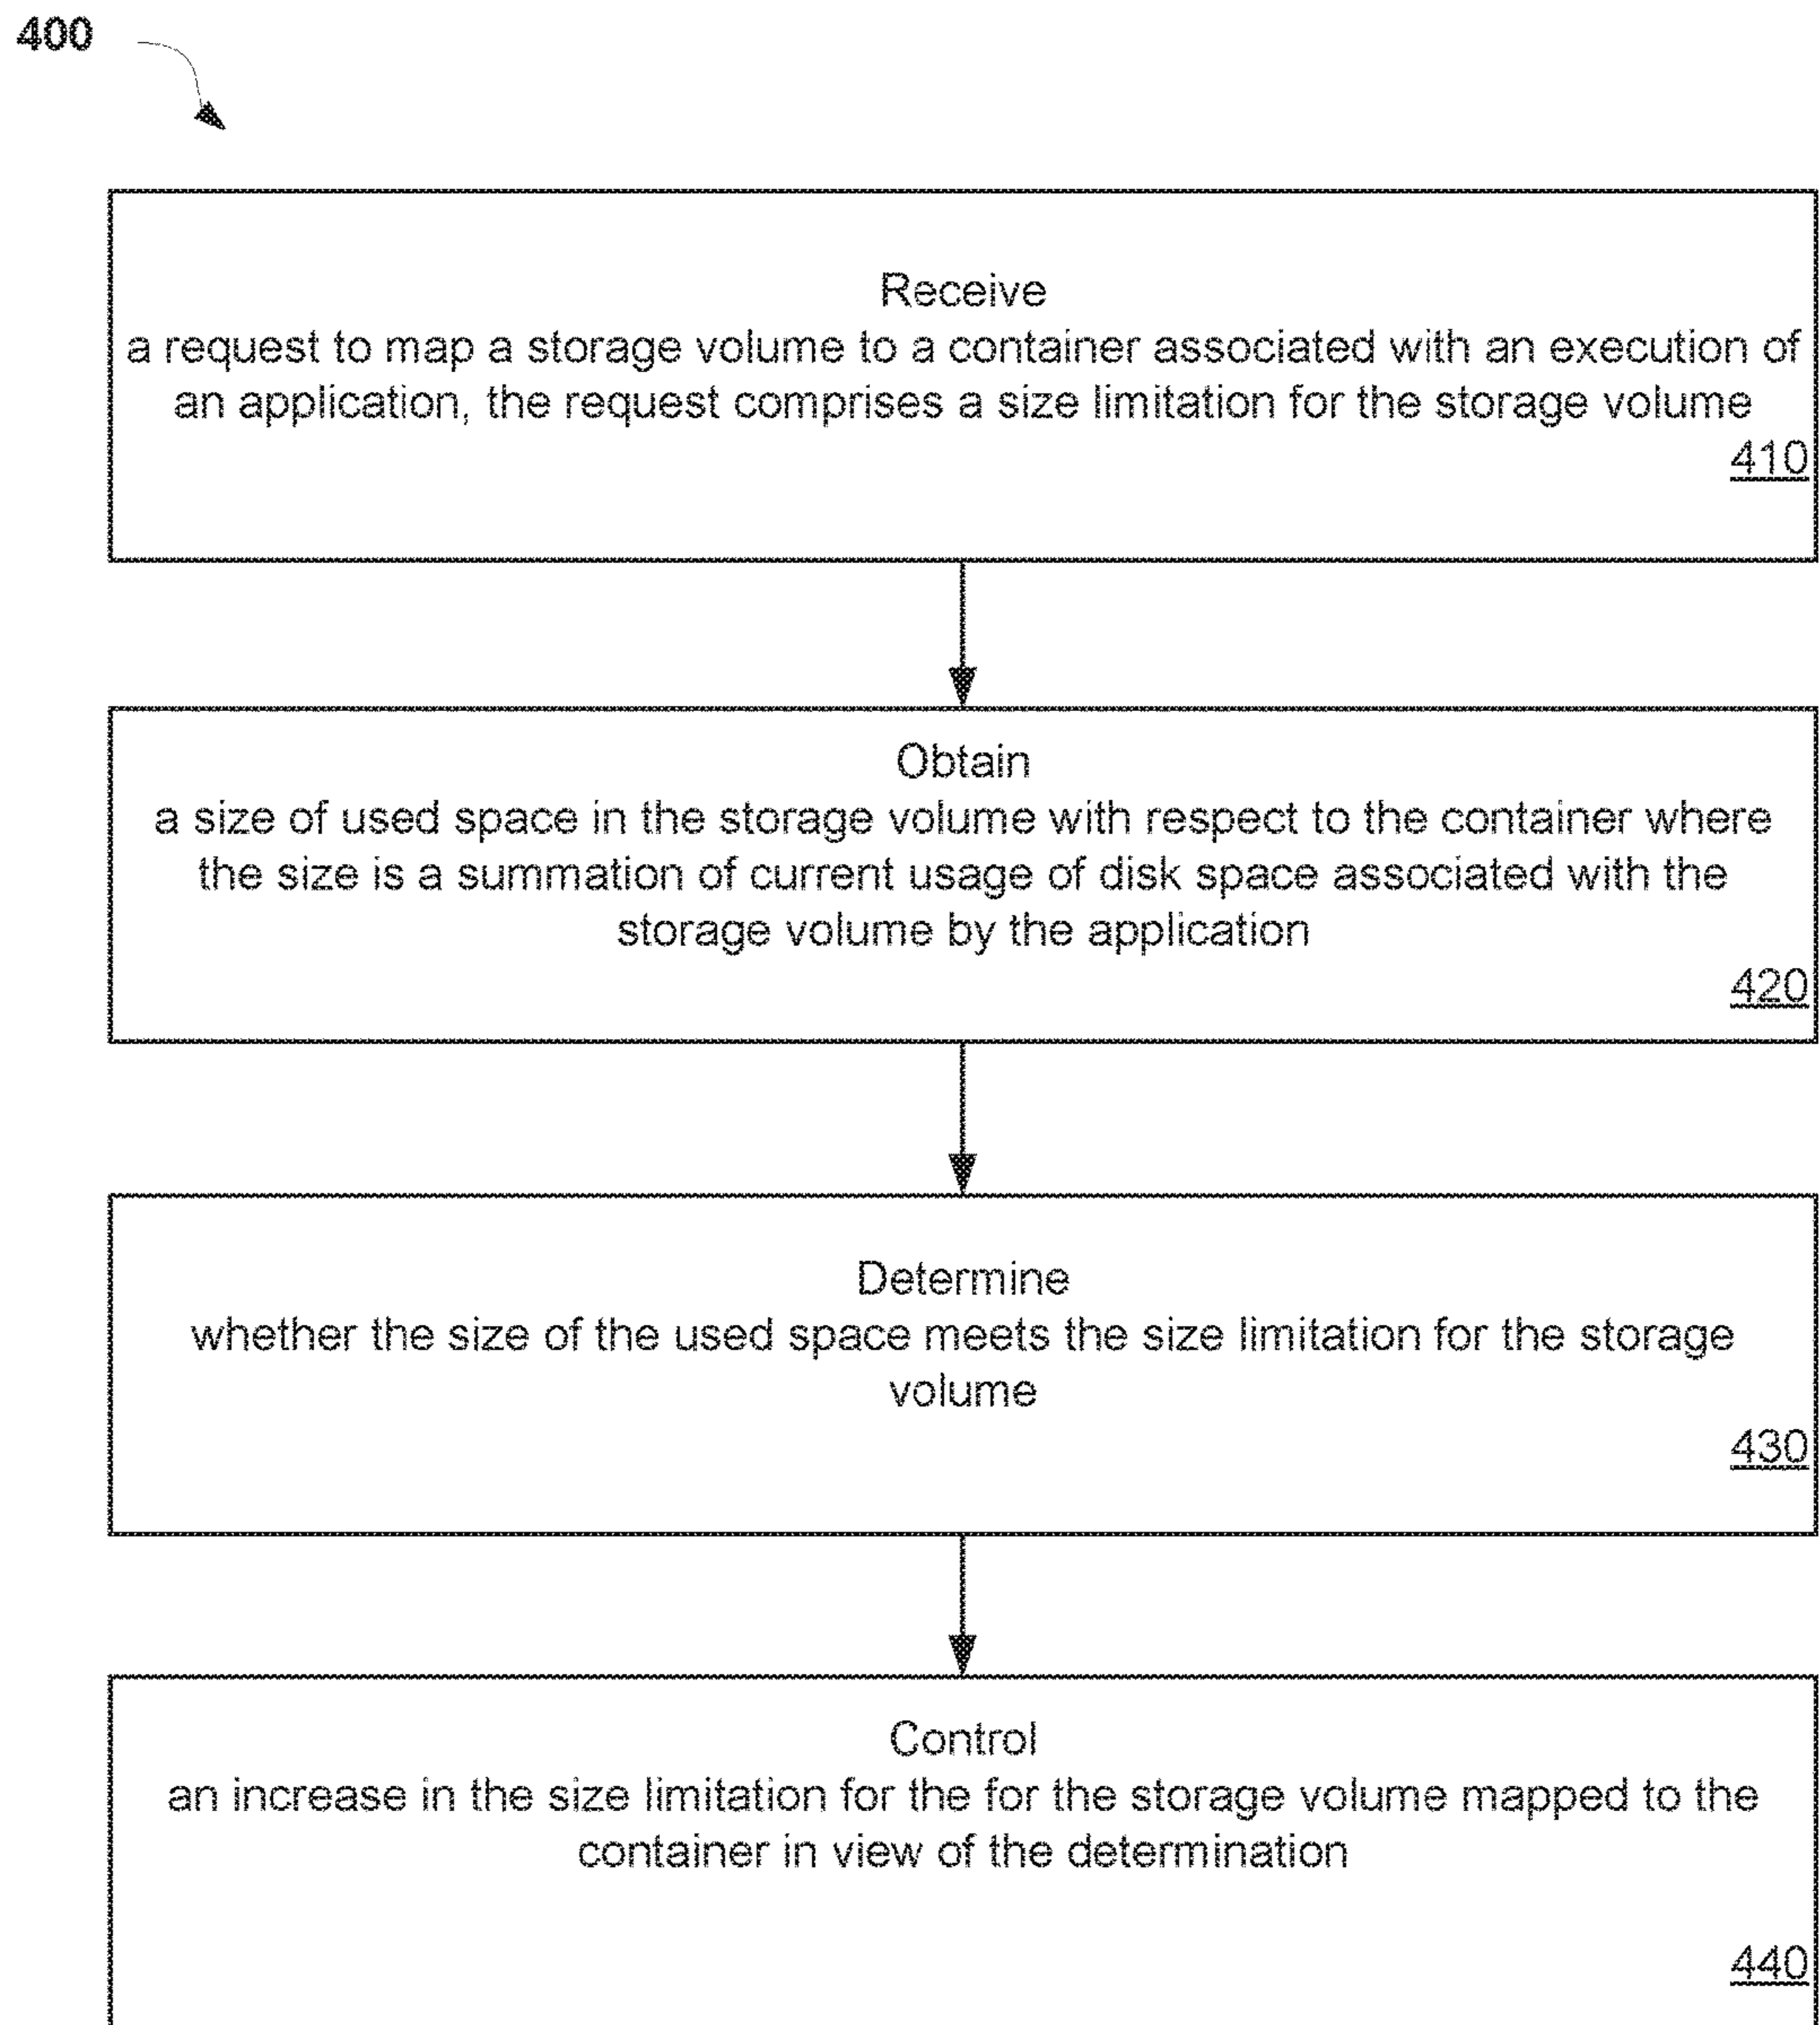 400
Receive
a request to map a storage volume to a container associated with an execution of
an application, the request comprises a size limitation for the storage volume
410
Obtain
a size of used space in the storage volume with respect to the container where
the size is a summation of current usage of disk space associated with the
storage volume by the application
420
Determine
whether the size of the used space meets the size limitation for the storage
volume
430
Control
an increase in the size limitation for the for the storage volume mapped to the
container in view of the determination
440